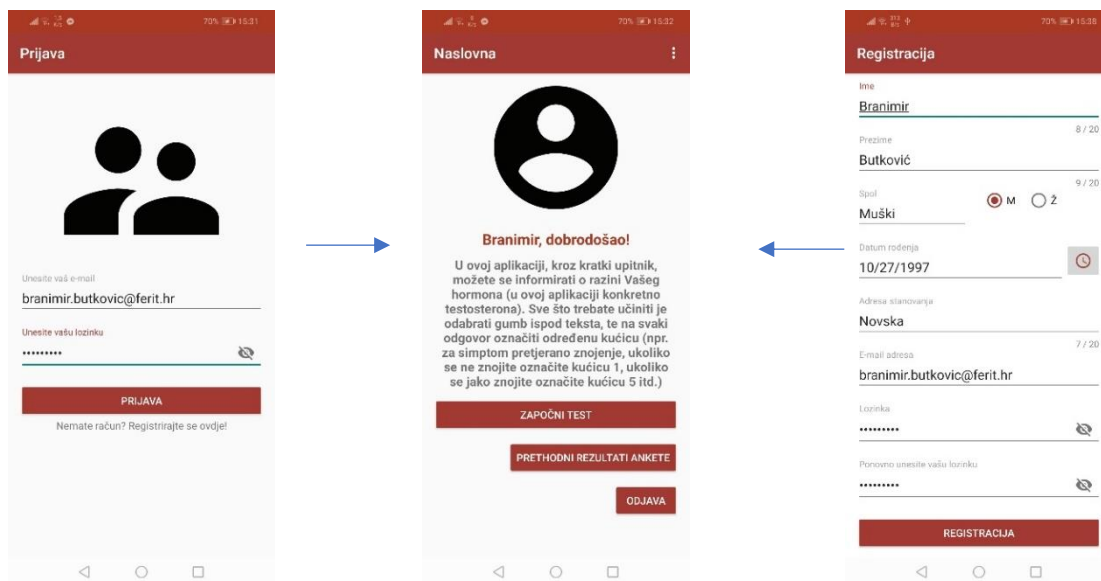 1,3
K/s
70%
15:31
Prijava
Unesite vaš e-mail
branimir.butkovic@ferit.hr
Unesite vašu lozinku
•••••••••
PRIJAVA
Nemate račun? Registrirajte se ovdje!
0
K/s
70%
15:32
Naslovna
Branimir, dobrodošao!
U ovoj aplikaciji, kroz kratki upitnik,
možete se informirati o razini Vašeg
hormona (u ovoj aplikaciji konkretno
testosterona). Sve što trebate učiniti je
odabrati gumb ispod teksta, te na svaki
odgovor označiti određenu kućicu (npr.
za simptom pretjerano znojenje, ukoliko
se ne znojite označite kućicu 1, ukoliko
se jako znojite označite kućicu 5 itd.)
ZAPOČNI TEST
PRETHODNI REZULTATI ANKETE
ODJAVA
70%
15:38
Registracija
Ime
Branimir
8 / 20
Prezime
Butković
9 / 20
Spol
Muški
M
Ž
Datum rođenja
10/27/1997
Adresa stanovanja
Novska
7 / 20
E-mail adresa
branimir.butkovic@ferit.hr
Lozinka
•••••••••
Ponovno unesite vašu lozinku
•••••••••
REGISTRACIJA